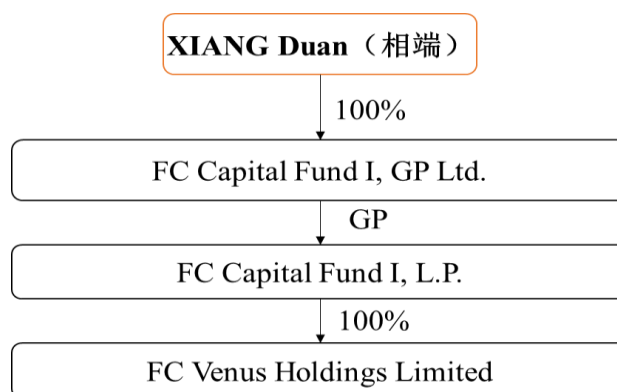 XIANG Duan（相端）
100%
FC Capital Fund I, GP Ltd.
GP
FC Capital Fund I, L.P.
100%
FC Venus Holdings Limited